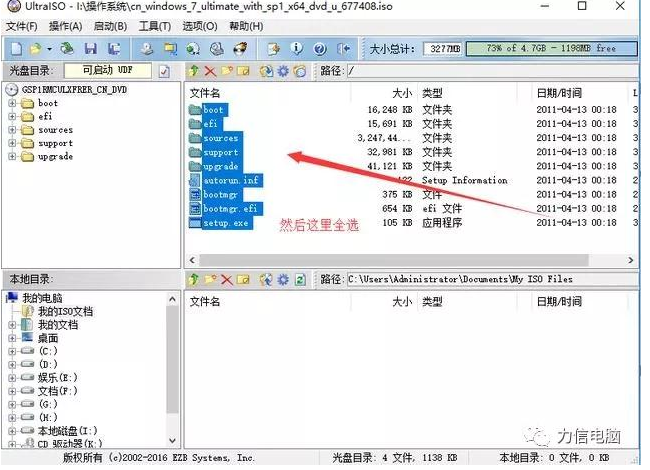 UltraISO - I:\操作系统\cn_windows_7_ultimate_with_sp1_x64_dvd_u_677408.iso
文件(F) 操作(A) 启动(B) 工具(T) 选项(O) 帮助(H)
大小总计: 3277MB 73% of 4.7GB - 1198MB free
光盘目录: 可启动 UDF 路径: /
GSP1RMCULXFRER_CN_DVD
boot
efi
sources
support
upgrade
文件名 大小 类型 日期/时间 L
boot 16,248 KB 文件夹 2011-04-13 00:18 3
efi 15,691 KB 文件夹 2011-04-13 00:18 3
sources 3,247,44... 文件夹 2011-04-13 00:18 2
support 32,981 KB 文件夹 2011-04-13 00:18 2
upgrade 41,121 KB 文件夹 2011-04-13 00:18 2
autorun.inf 122 Setup Information 2011-04-13 00:18 2
bootmgr 375 KB 文件 2011-04-13 00:18 2
bootmgr.efi 654 KB efi 文件 2011-04-13 00:18 2
setup.exe 105 KB 应用程序 2011-04-13 00:18 3
然后这里全选
本地目录: 路径: C:\Users\Administrator\Documents\My ISO Files
我的电脑
我的ISO文档
我的文档
桌面
(C:)
(D:)
娱乐(E:)
文档(F:)
(G:)
(H:)
本地磁盘(I:)
CD 驱动器(K:)
文件名 大小 类型 日期/时间
力信电脑
版权所有 (c)2002-2016 EZB Systems, Inc. 光盘目录: 4 文件, 1138 KB 本地目录: 0 文件, 0 KB